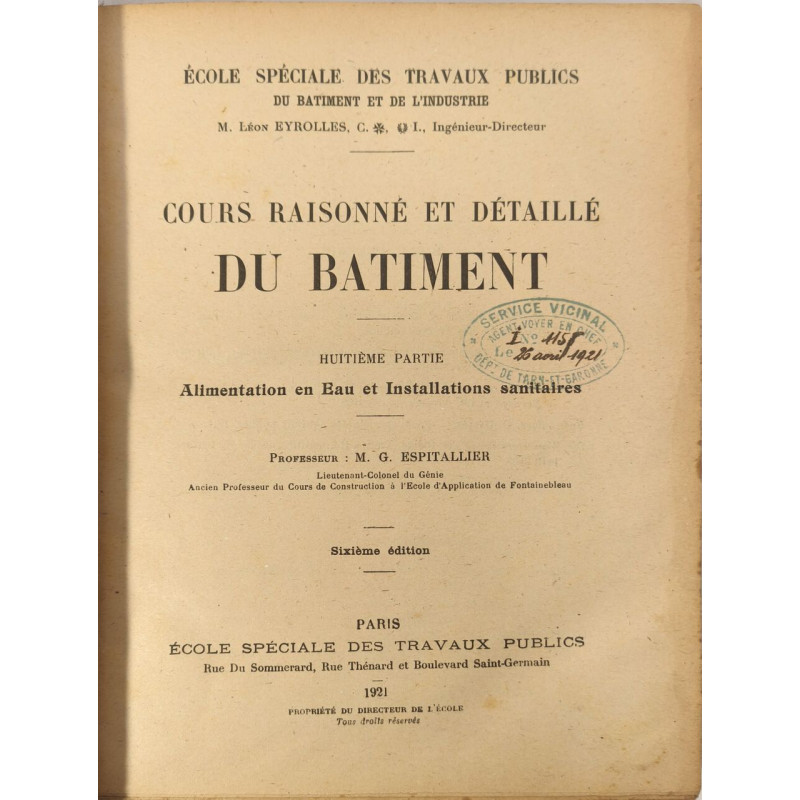 ÉCOLE SPÉCIALE DES TRAVAUX PUBLICS
DU BATIMENT ET DE L'INDUSTRIE
M. Léon EYROLLES, C. ✻, I., Ingénieur-Directeur
COURS RAISONNÉ ET DÉTAILLÉ
DU BATIMENT
SERVICE VICINAL
AGENT VOYER EN CHEF
I No 4158
Le 26 avril 1921
DÉPT DE TARN-ET-GARONNE
HUITIÈME PARTIE
Alimentation en Eau et Installations sanitaires
Professeur : M. G. ESPITALLIER
Lieutenant-Colonel du Génie
Ancien Professeur du Cours de Construction à l'Ecole d'Application de Fontainebleau
Sixième édition
PARIS
ÉCOLE SPÉCIALE DES TRAVAUX PUBLICS
Rue Du Sommerard, Rue Thénard et Boulevard Saint-Germain
1921
PROPRIÉTÉ DU DIRECTEUR DE L'ÉCOLE
Tous droits réservés